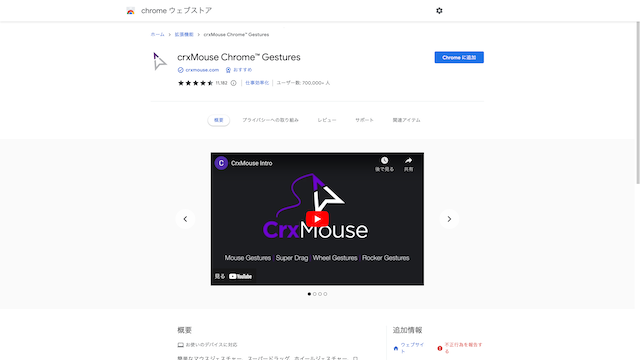 chrome ウェブストア
ホーム > 拡張機能 > crxMouse Chrome™ Gestures
crxMouse Chrome™ Gestures
Chrome に追加
crxmouse.com おすすめ
11,182 仕事効率化 ユーザー数: 700,000+ 人
概要 プライバシーへの取り組み レビュー サポート 関連アイテム
C CrxMouse Intro
後で見る 共有
CrxMouse
Mouse Gestures | Super Drag | Wheel Gestures | Rocker Gestures
見る YouTube
概要
お使いのデバイスに対応
簡単なマウスジェスチャー、スーパードラッグ、ホイールジェスチャー、ロ
追加情報
ウェブサイト
不正行為を報告する